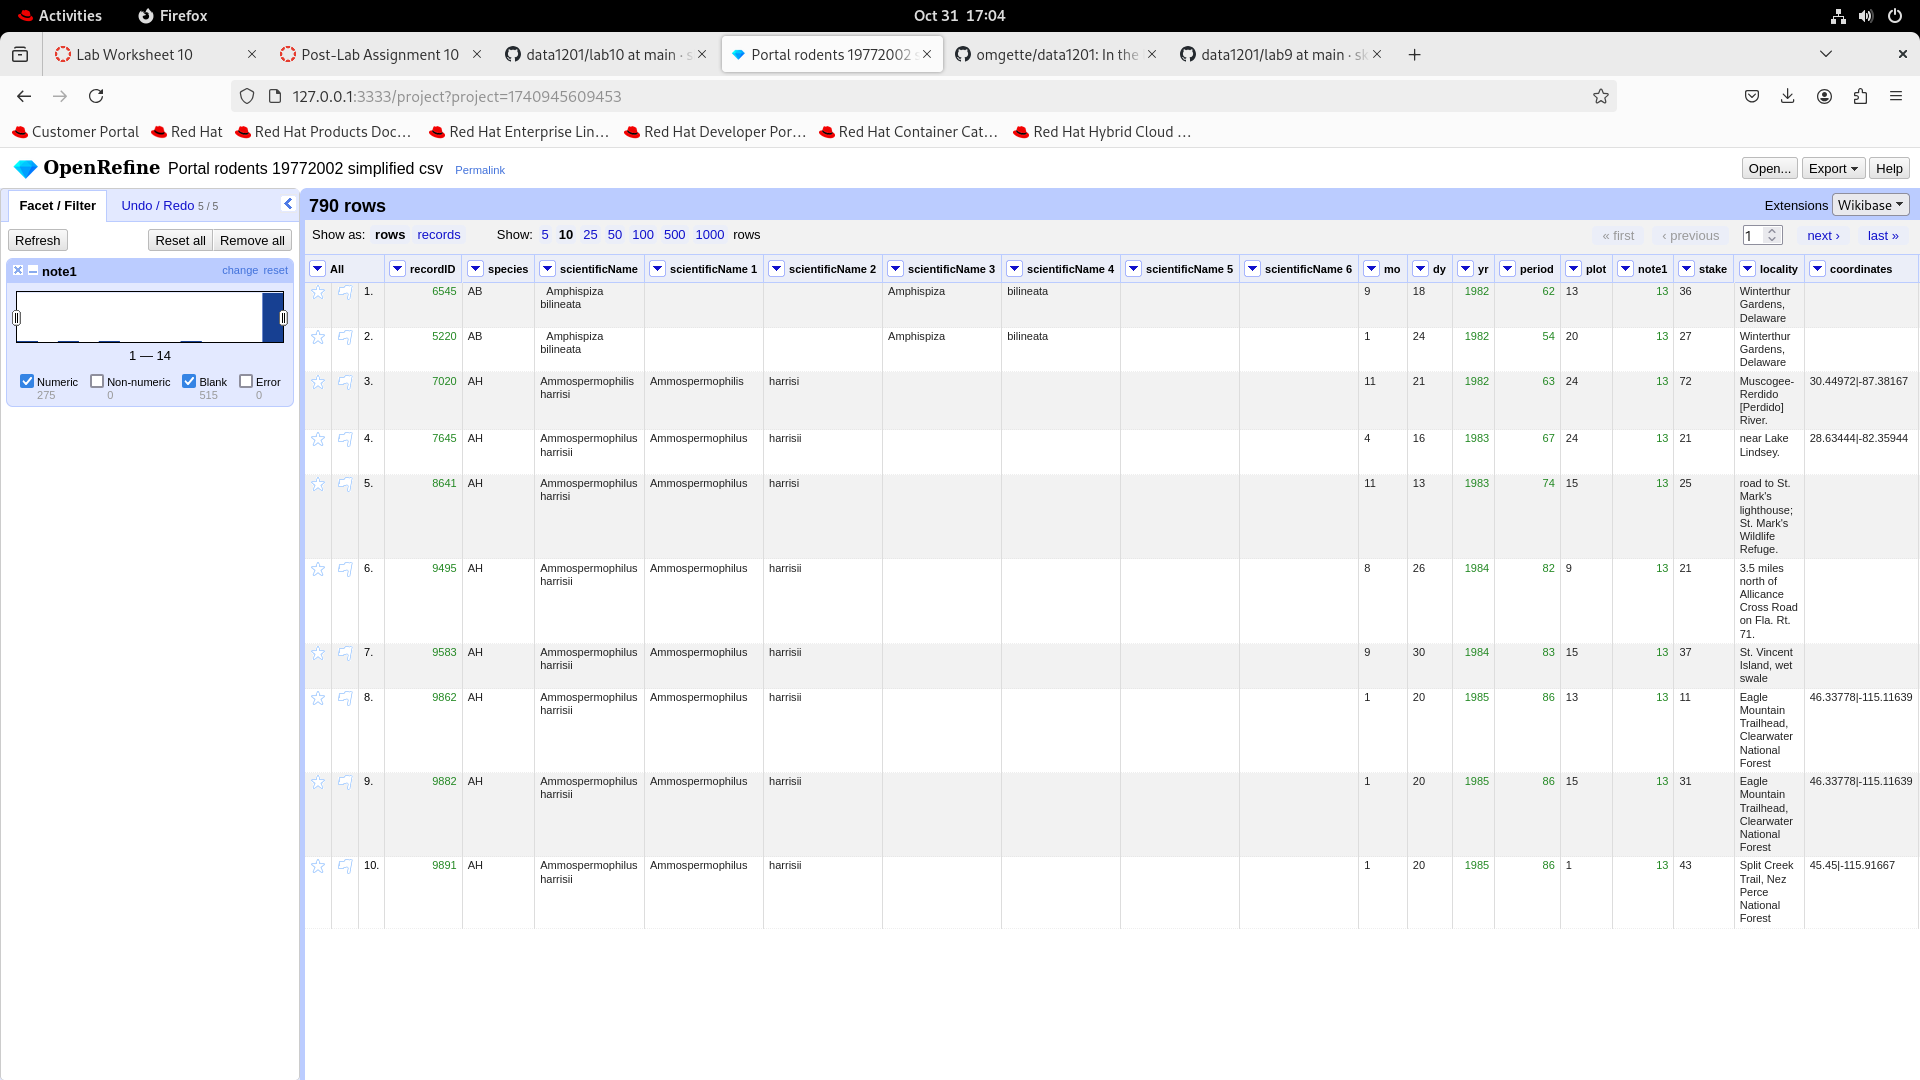 Activities Firefox Oct 31 17:04
Lab Worksheet 10 Post-Lab Assignment 10 data1201/lab10 at main · s Portal rodents 19772002 omgette/data1201: In the data1201/lab9 at main · sk
127.0.0.1:3333/project?project=1740945609453
Customer Portal Red Hat Red Hat Products Doc… Red Hat Enterprise Lin… Red Hat Developer Por… Red Hat Container Cat… Red Hat Hybrid Cloud …
OpenRefine Portal rodents 19772002 simplified csv Permalink Open... Export Help
Facet / Filter Undo / Redo 5 / 5
Refresh Reset all Remove all
note1 change reset
1 — 14
Numeric Non-numeric Blank Error
275 0 515 0
790 rows Extensions Wikibase
Show as: rows records Show: 5 10 25 50 100 500 1000 rows « first ‹ previous 1 next › last »
All recordID species scientificName scientificName 1 scientificName 2 scientificName 3 scientificName 4 scientificName 5 scientificName 6 mo dy yr period plot note1 stake locality coordinates
1. 6545 AB Amphispiza Amphispiza bilineata 9 18 1982 62 13 13 36 Winterthur
bilineata Gardens,
Delaware
2. 5220 AB Amphispiza Amphispiza bilineata 1 24 1982 54 20 13 27 Winterthur
bilineata Gardens,
Delaware
3. 7020 AH Ammospermophilis Ammospermophilis harrisi 11 21 1982 63 24 13 72 Muscogee- 30.44972|-87.38167
harrisi Rerdido
[Perdido]
River.
4. 7645 AH Ammospermophilus Ammospermophilus harrisii 4 16 1983 67 24 13 21 near Lake 28.63444|-82.35944
harrisii Lindsey.
5. 8641 AH Ammospermophilus Ammospermophilus harrisi 11 13 1983 74 15 13 25 road to St.
harrisi Mark's
lighthouse;
St. Mark's
Wildlife
Refuge.
6. 9495 AH Ammospermophilus Ammospermophilus harrisii 8 26 1984 82 9 13 21 3.5 miles
harrisii north of
Allicance
Cross Road
on Fla. Rt.
71.
7. 9583 AH Ammospermophilus Ammospermophilus harrisii 9 30 1984 83 15 13 37 St. Vincent
harrisii Island, wet
swale
8. 9862 AH Ammospermophilus Ammospermophilus harrisii 1 20 1985 86 13 13 11 Eagle 46.33778|-115.11639
harrisii Mountain
Trailhead,
Clearwater
National
Forest
9. 9882 AH Ammospermophilus Ammospermophilus harrisii 1 20 1985 86 15 13 31 Eagle 46.33778|-115.11639
harrisii Mountain
Trailhead,
Clearwater
National
Forest
10. 9891 AH Ammospermophilus Ammospermophilus harrisii 1 20 1985 86 1 13 43 Split Creek 45.45|-115.91667
harrisii Trail, Nez
Perce
National
Forest